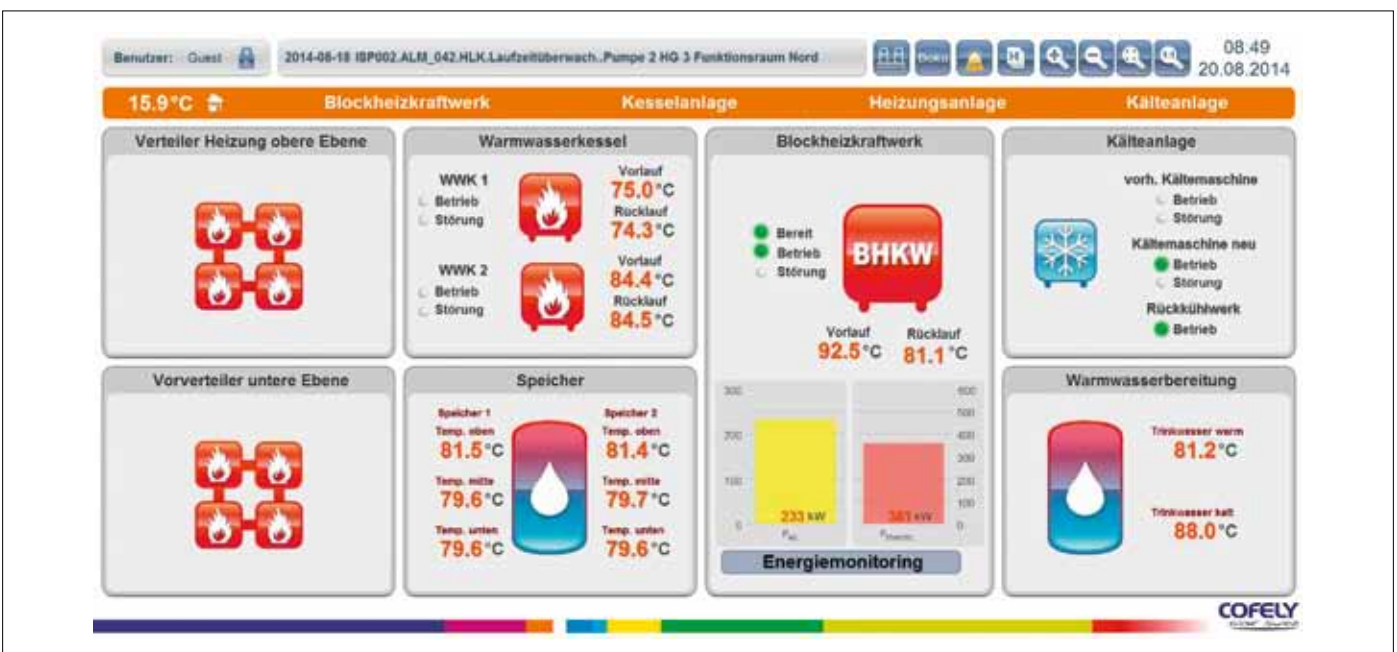 Benutzer: Guest
2014-08-18 ISP002.ALM_042.HLK.Laufzeitüberwach..Pumpe 2 HG 3 Funktionsraum Nord
08:49
20.08.2014
15.9°C
Blockheizkraftwerk
Kesselanlage
Heizungsanlage
Kälteanlage
Verteiler Heizung obere Ebene
Warmwasserkessel
WWK 1
Betrieb
Störung
Vorlauf
75.0°C
Rücklauf
74.3°C
WWK 2
Betrieb
Störung
Vorlauf
84.4°C
Rücklauf
84.5°C
Blockheizkraftwerk
Bereit
Betrieb
Störung
BHKW
Vorlauf
92.5°C
Rücklauf
81.1°C
300
200
100
0
233 kW
600
500
400
300
200
100
0
361 kW
Energiemonitoring
Kälteanlage
vorh. Kältemaschine
Betrieb
Störung
Kältemaschine neu
Betrieb
Störung
Rückkühlwerk
Betrieb
Vorverteiler untere Ebene
Speicher
Speicher 1
Temp. oben
81.5°C
Temp. mitte
79.6°C
Temp. unten
79.6°C
Speicher 2
Temp. oben
81.4°C
Temp. mitte
79.7°C
Temp. unten
79.6°C
Warmwasserbereitung
Trinkwasser warm
81.2°C
Trinkwasser kalt
88.0°C
COFELY